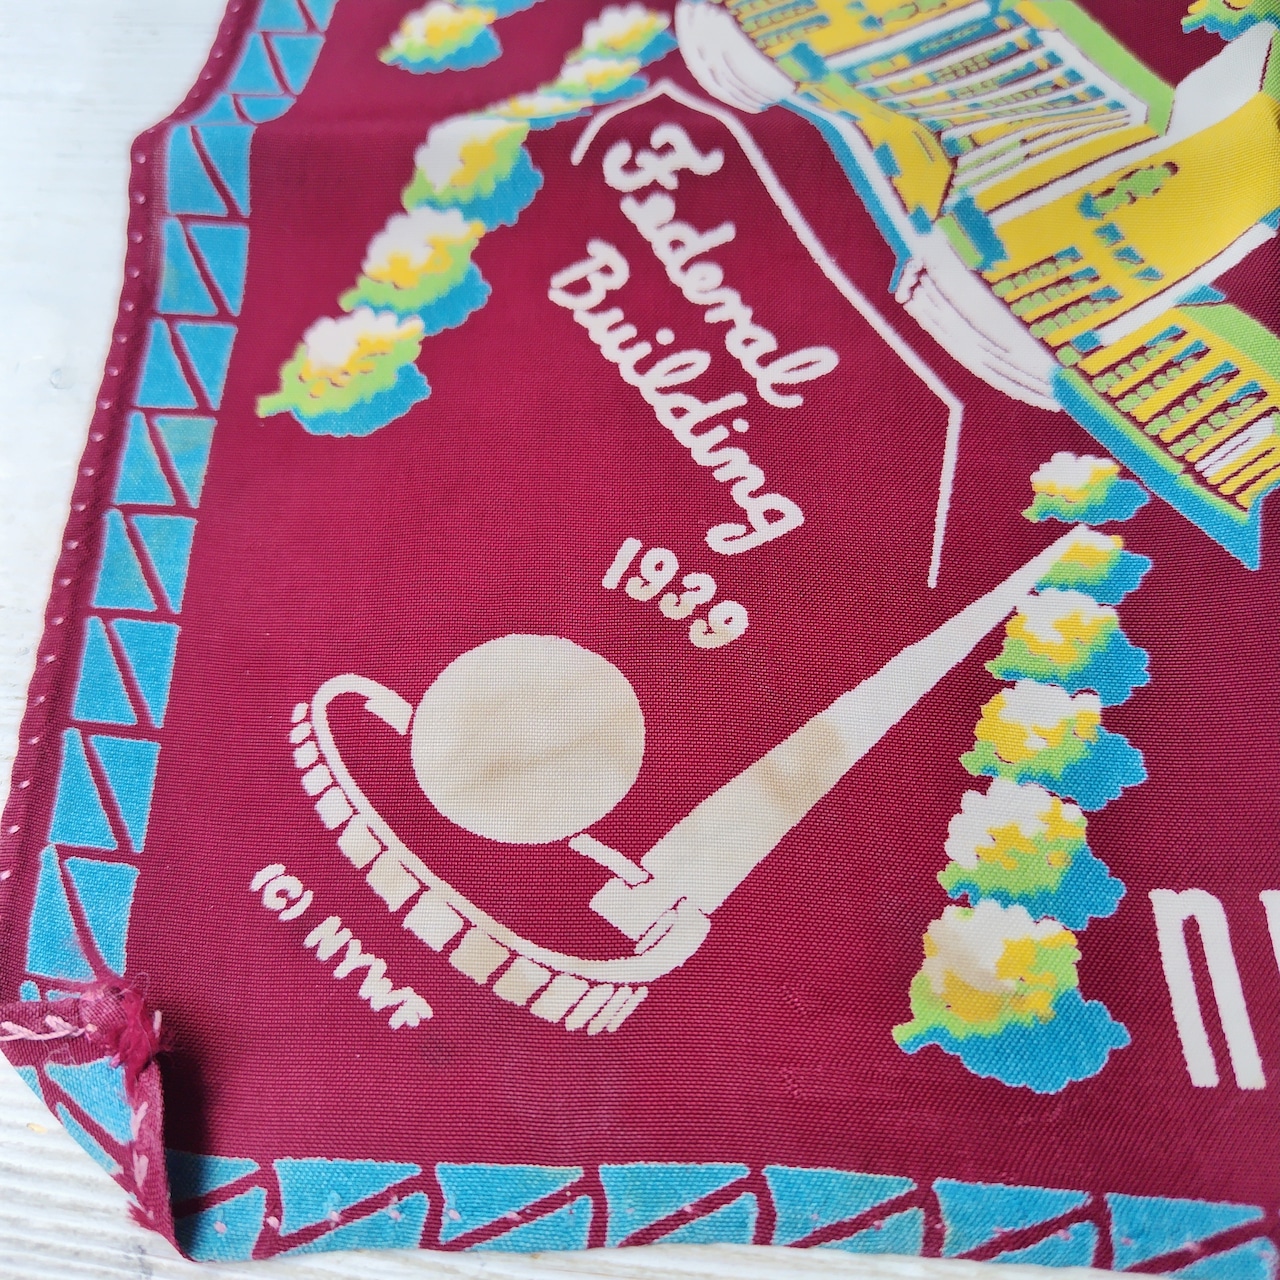 Federal
Building
1939
(C) NYWF